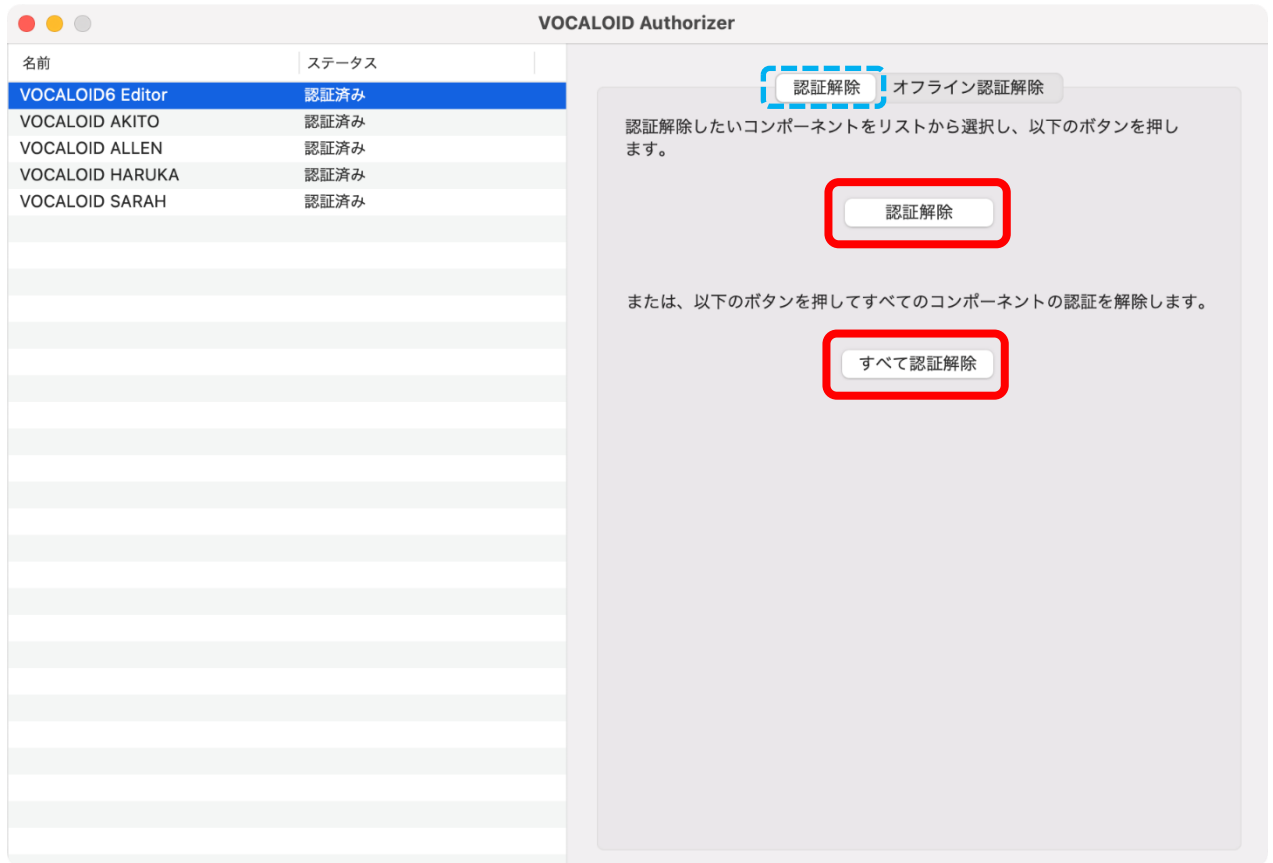 VOCALOID Authorizer
名前 ステータス
VOCALOID6 Editor 認証済み
VOCALOID AKITO 認証済み
VOCALOID ALLEN 認証済み
VOCALOID HARUKA 認証済み
VOCALOID SARAH 認証済み
認証解除 オフライン認証解除
認証解除したいコンポーネントをリストから選択し、以下のボタンを押し
ます。
認証解除
または、以下のボタンを押してすべてのコンポーネントの認証を解除します。
すべて認証解除